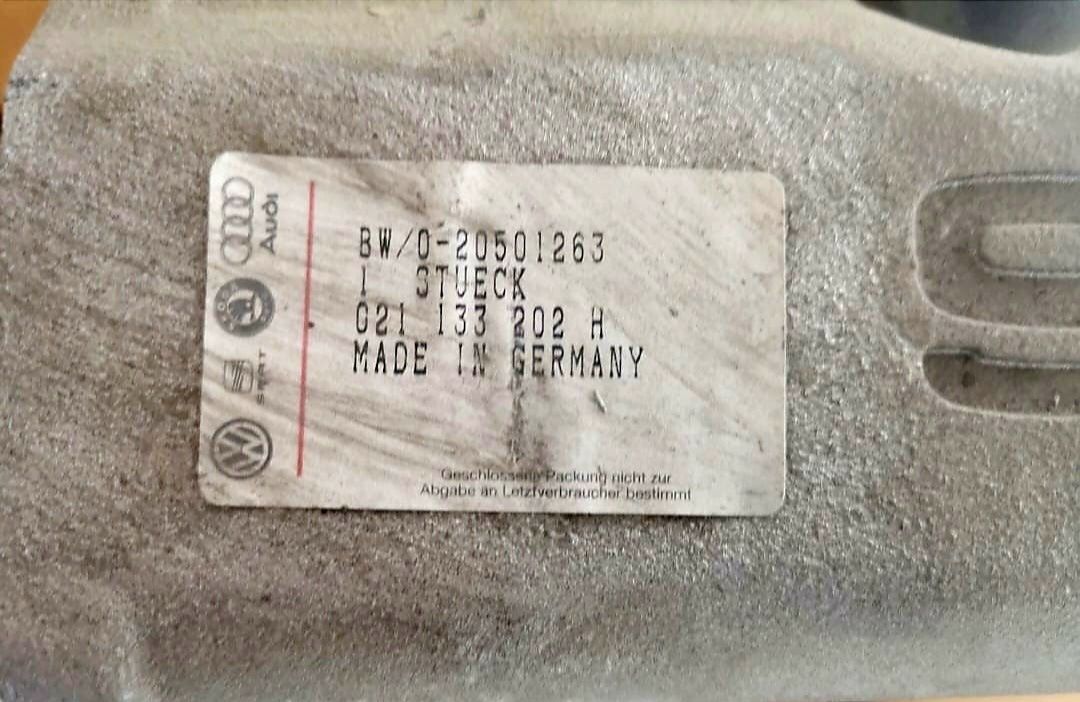 Audi
SEAT
BW/0-20501263
1 STUECK
021 133 202 H
MADE IN GERMANY
Geschlossene Packung nicht zur
Abgabe an Letztverbraucher bestimmt